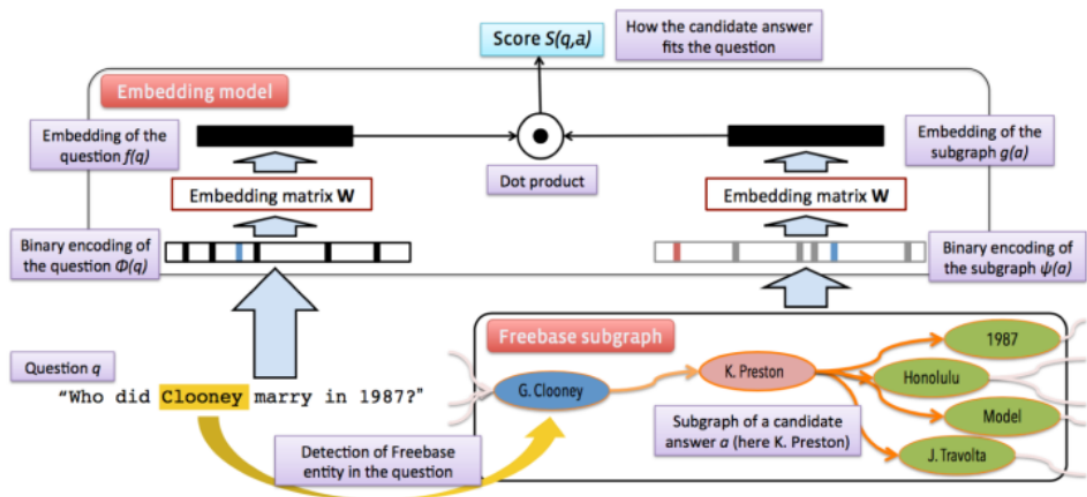 Score S(q,a)
How the candidate answer
fits the question
Embedding model
Embedding of the
question f(q)
Embedding of the
subgraph g(a)
Dot product
Embedding matrix W
Embedding matrix W
Binary encoding of
the question Φ(q)
Binary encoding of
the subgraph ψ(a)
Freebase subgraph
Question q
“Who did Clooney marry in 1987?”
G. Clooney
K. Preston
1987
Honolulu
Model
J. Travolta
Subgraph of a candidate
answer a (here K. Preston)
Detection of Freebase
entity in the question